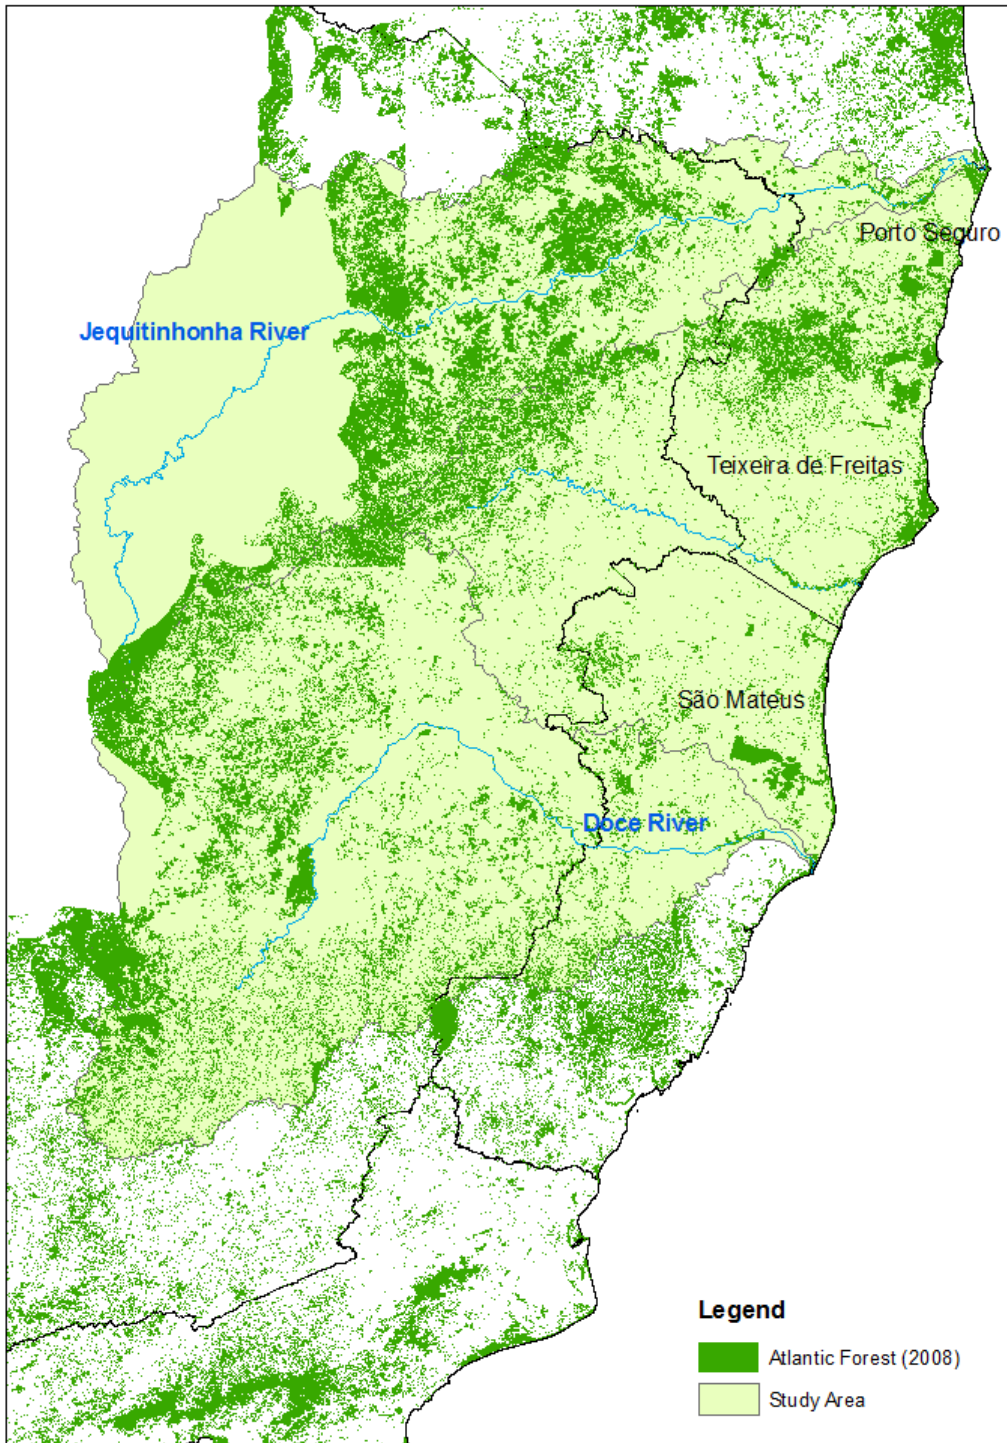 Porto Seguro
Jequitinhonha River
Teixeira de Freitas
São Mateus
Doce River
Legend
Atlantic Forest (2008)
Study Area